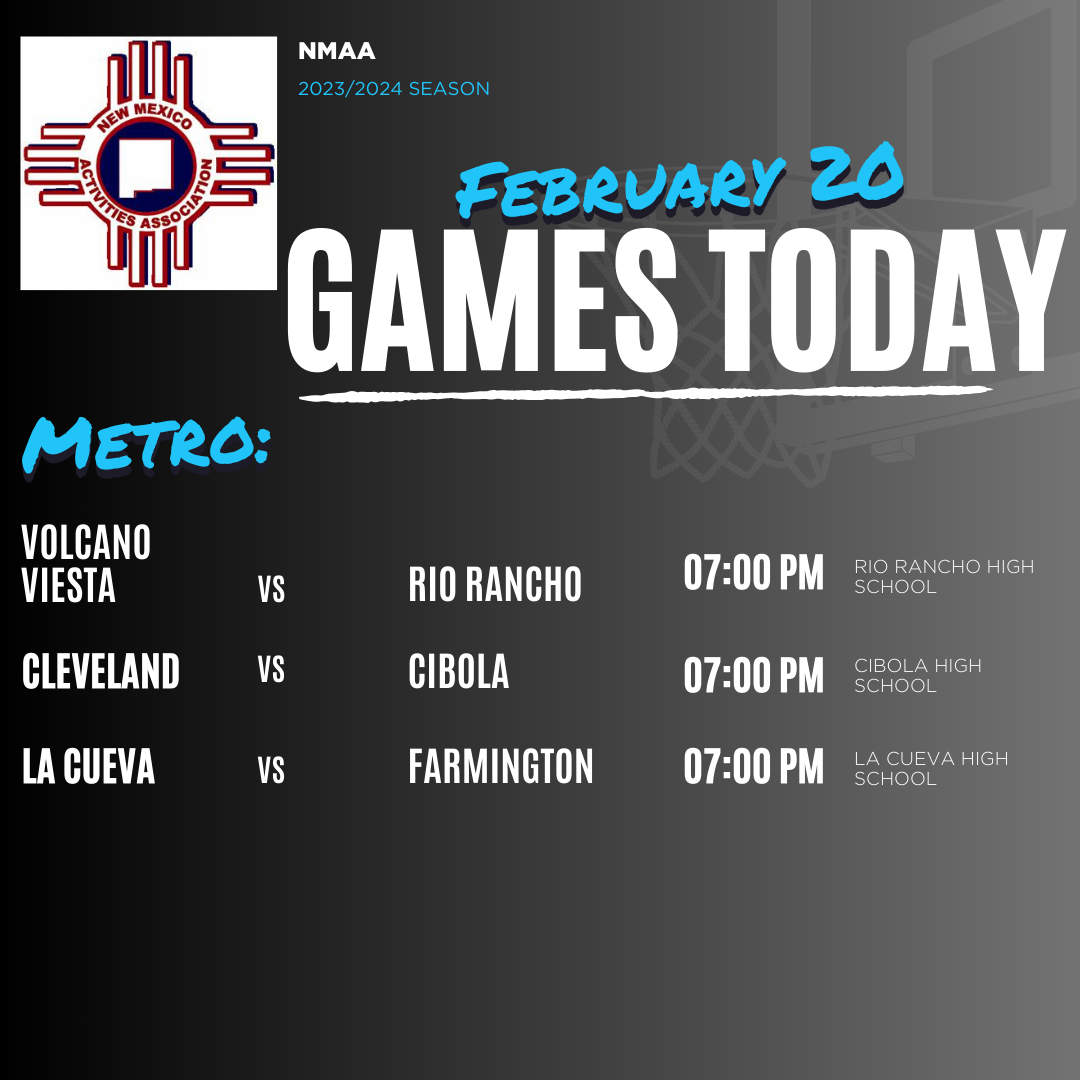 NMAA
2023/2024 SEASON
NEW MEXICO
ACTIVITIES ASSOCIATION
FEBRUARY 20
GAMES TODAY
METRO:
VOLCANO
VIESTA
VS
RIO RANCHO
07:00 PM
RIO RANCHO HIGH
SCHOOL
CLEVELAND
VS
CIBOLA
07:00 PM
CIBOLA HIGH
SCHOOL
LA CUEVA
VS
FARMINGTON
07:00 PM
LA CUEVA HIGH
SCHOOL